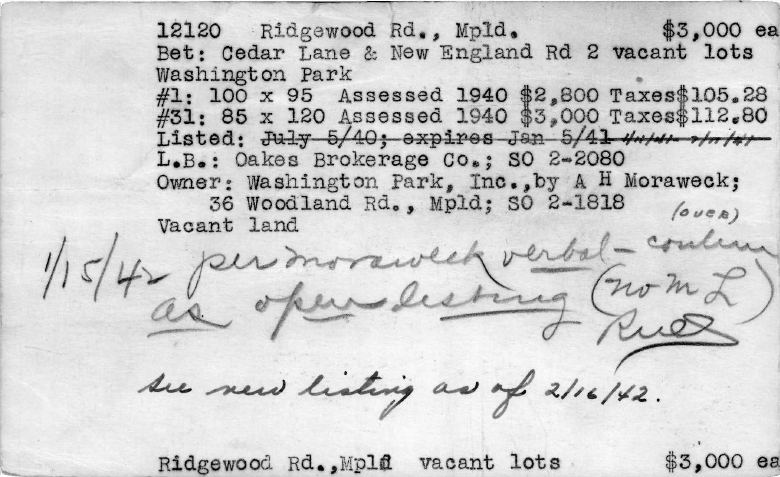 12120 Ridgewood Rd., Mpld. $3,000 ea
Bet: Cedar Lane & New England Rd 2 vacant lots
Washington Park
#1: 100 x 95 Assessed 1940 $2,800 Taxes$105.28
#31: 85 x 120 Assessed 1940 $3,000 Taxes$112.80
Listed: July 5/40; expires Jan 5/41
L.B.: Oakes Brokerage Co.; SO 2-2080
Owner: Washington Park, Inc.,by A H Moraweck;
36 Woodland Rd., Mpld; SO 2-1818
(OVER)
Vacant land
1/15/42 per Moraweck verbal - continue
as open listing (No M L)
see new listing as of 2/16/42.
Ridgewood Rd.,Mpld vacant lots $3,000 ea